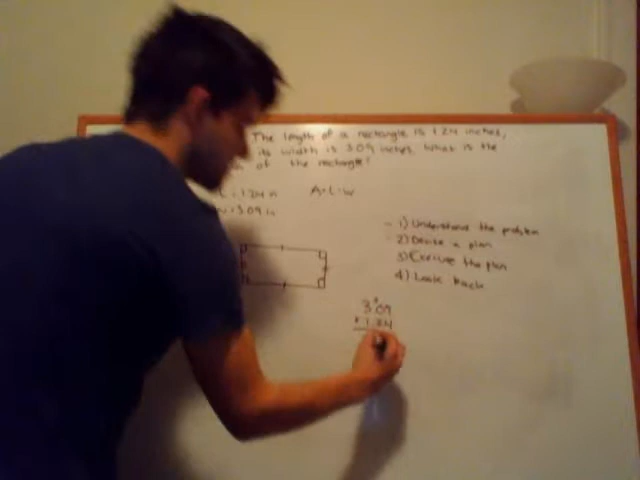 The length of a rectangle is 1.24 inches,
its width is 3.09 inches. What is the
of the rectangle?
L = 1.24 in A = L · W
W = 3.09 in
1) Understand the problem
2) Devise a plan
3) Execute the plan
4) Look back
3.09
x 1.24